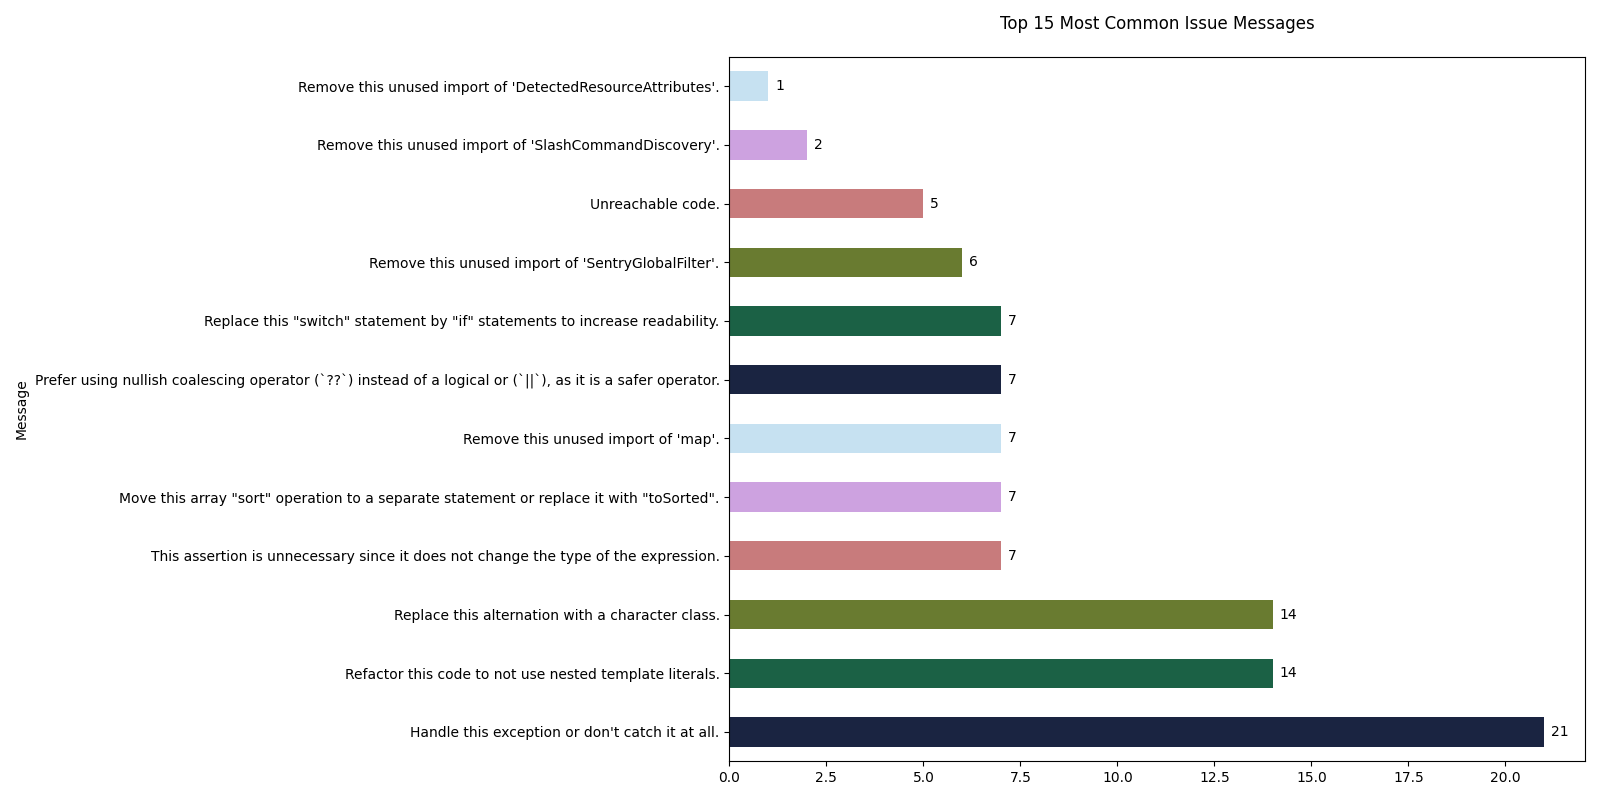 Top 15 Most Common Issue Messages
Remove this unused import of 'DetectedResourceAttributes'. 1
Remove this unused import of 'SlashCommandDiscovery'. 2
Unreachable code. 5
Remove this unused import of 'SentryGlobalFilter'. 6
Replace this "switch" statement by "if" statements to increase readability. 7
Prefer using nullish coalescing operator (`??`) instead of a logical or (`||`), as it is a safer operator. 7
Remove this unused import of 'map'. 7
Move this array "sort" operation to a separate statement or replace it with "toSorted". 7
This assertion is unnecessary since it does not change the type of the expression. 7
Replace this alternation with a character class. 14
Refactor this code to not use nested template literals. 14
Handle this exception or don't catch it at all. 21
Message
0.0 2.5 5.0 7.5 10.0 12.5 15.0 17.5 20.0